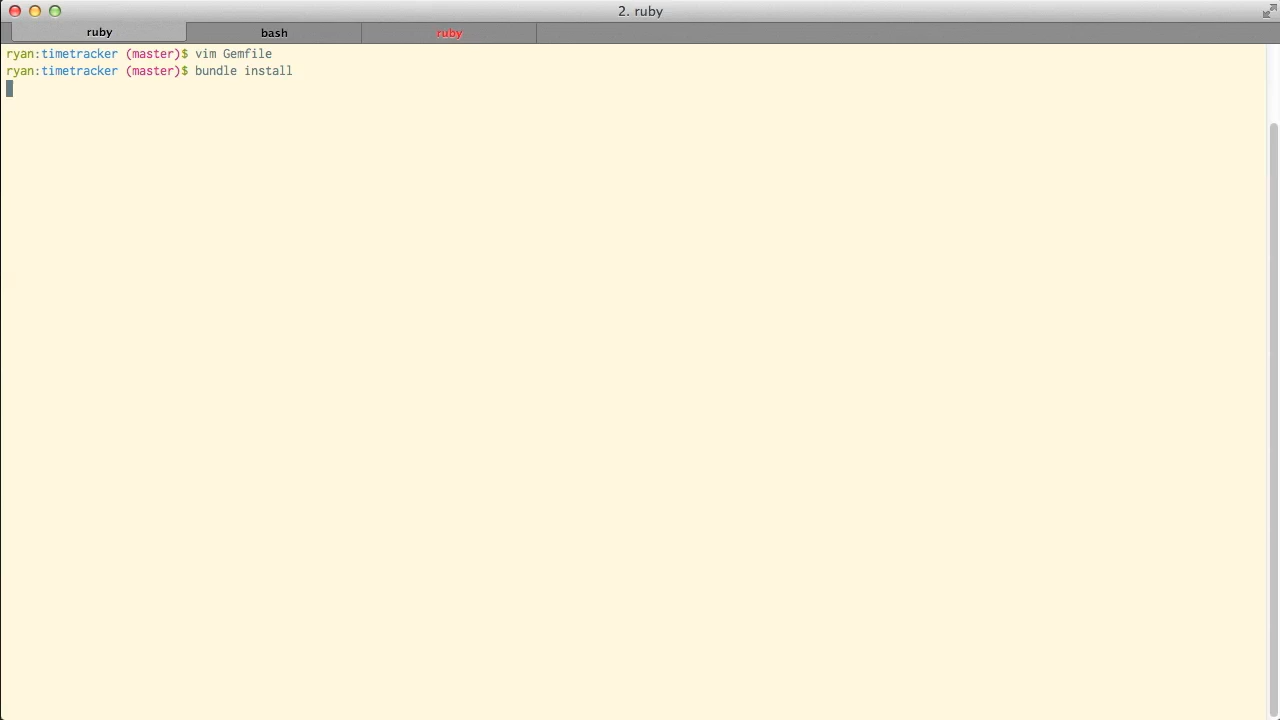 2. ruby
ruby bash ruby
ryan:timetracker (master)$ vim Gemfile
ryan:timetracker (master)$ bundle install